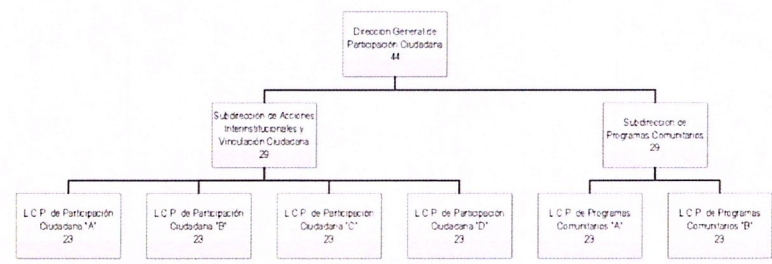 Dirección General de
Participación Ciudadana
44
Subdirección de Acciones
Interinstitucionales y
Vinculación Ciudadana
29
Subdirección de
Programas Comunitarios
29
L.C.P. de Participación
Ciudadana "A"
23
L.C.P. de Participación
Ciudadana "B"
23
L.C.P. de Participación
Ciudadana "C"
23
L.C.P. de Participación
Ciudadana "D"
23
L.C.P. de Programas
Comunitarios "A"
23
L.C.P. de Programas
Comunitarios "B"
23